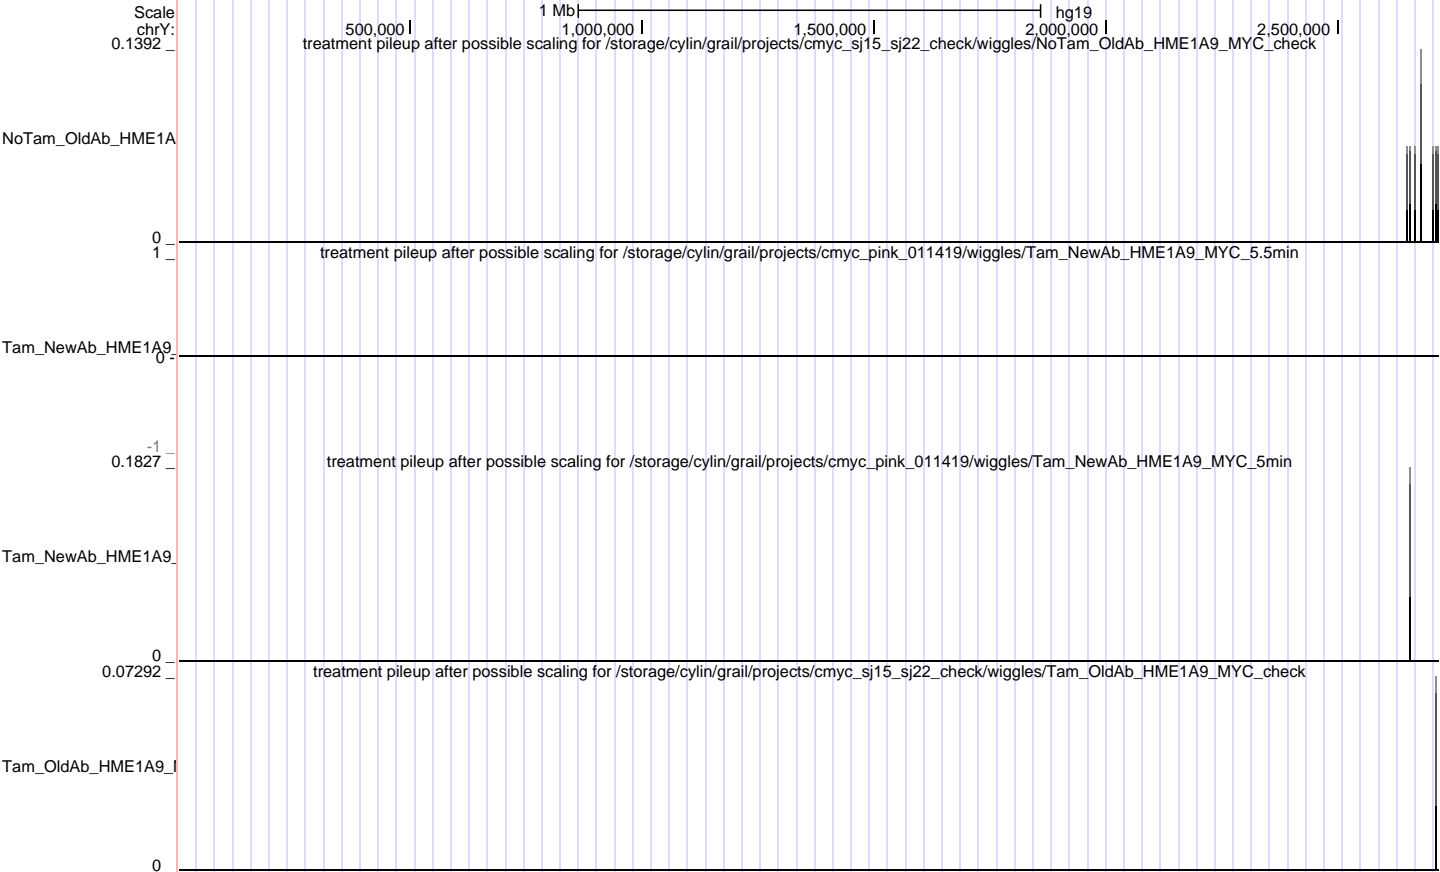 Scale 1 Mb hg19
chrY: 500,000 1,000,000 1,500,000 2,000,000 2,500,000
0.1392 _ treatment pileup after possible scaling for /storage/cylin/grail/projects/cmyc_sj15_sj22_check/wiggles/NoTam_OldAb_HME1A9_MYC_check
NoTam_OldAb_HME1A
0 _
1 _ treatment pileup after possible scaling for /storage/cylin/grail/projects/cmyc_pink_011419/wiggles/Tam_NewAb_HME1A9_MYC_5.5min
Tam_NewAb_HME1A9_
0 -
-1 _
0.1827 _ treatment pileup after possible scaling for /storage/cylin/grail/projects/cmyc_pink_011419/wiggles/Tam_NewAb_HME1A9_MYC_5min
Tam_NewAb_HME1A9_
0 _
0.07292 _ treatment pileup after possible scaling for /storage/cylin/grail/projects/cmyc_sj15_sj22_check/wiggles/Tam_OldAb_HME1A9_MYC_check
Tam_OldAb_HME1A9_
0